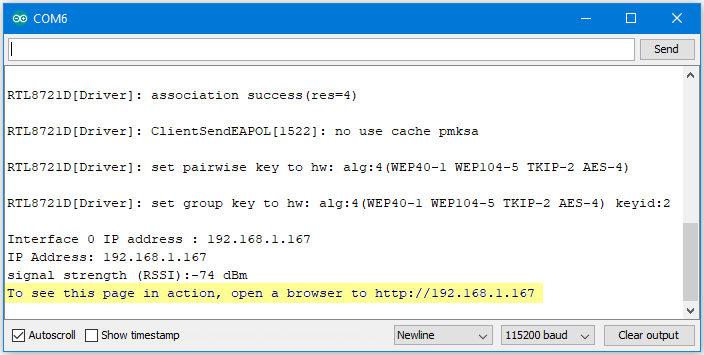 COM6
Send
RTL8721D[Driver]: association success(res=4)
RTL8721D[Driver]: ClientSendEAPOL[1522]: no use cache pmksa
RTL8721D[Driver]: set pairwise key to hw: alg:4(WEP40-1 WEP104-5 TKIP-2 AES-4)
RTL8721D[Driver]: set group key to hw: alg:4(WEP40-1 WEP104-5 TKIP-2 AES-4) keyid:2
Interface 0 IP address : 192.168.1.167
IP Address: 192.168.1.167
signal strength (RSSI):-74 dBm
To see this page in action, open a browser to http://192.168.1.167
Autoscroll Show timestamp Newline 115200 baud Clear output